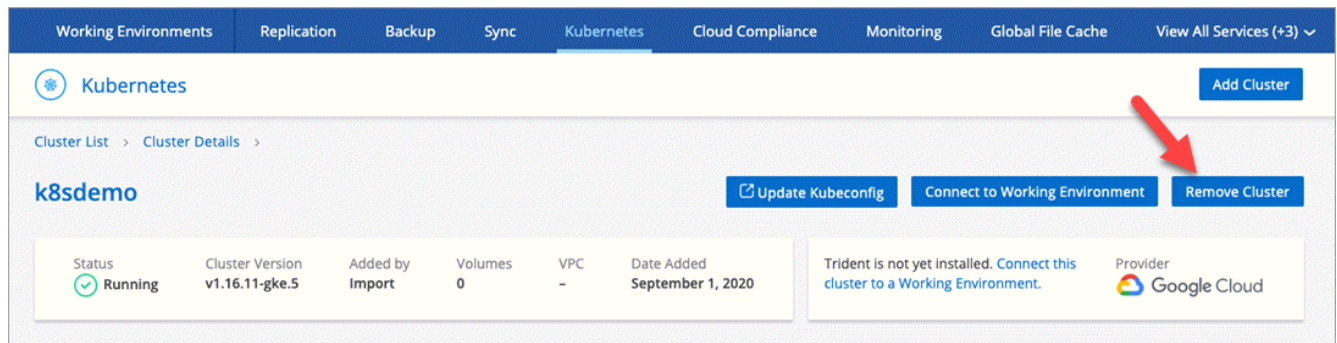 Working Environments Replication Backup Sync Kubernetes Cloud Compliance Monitoring Global File Cache View All Services (+3)
Kubernetes Add Cluster
Cluster List > Cluster Details >
k8sdemo Update Kubeconfig Connect to Working Environment Remove Cluster
Status Cluster Version Added by Volumes VPC Date Added
Running v1.16.11-gke.5 Import 0 – September 1, 2020
Trident is not yet installed. Connect this
cluster to a Working Environment.
Provider
Google Cloud